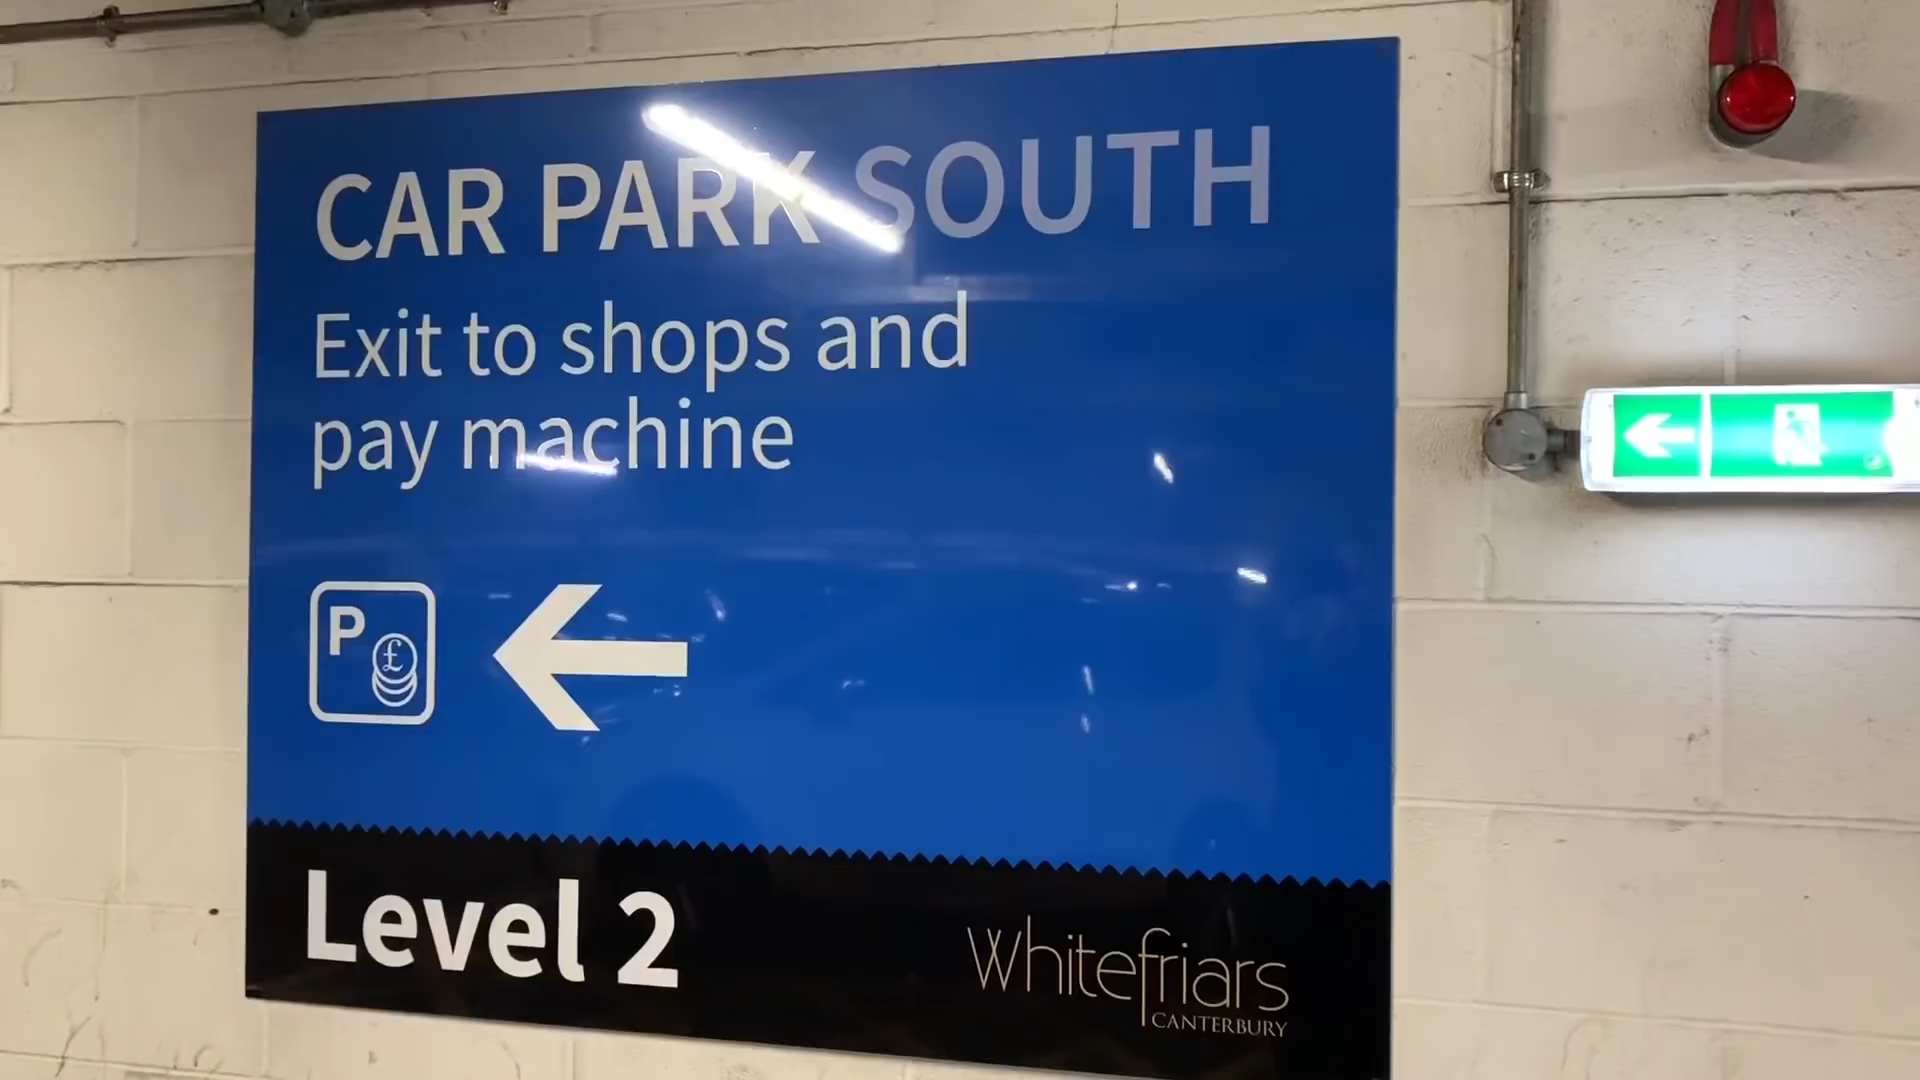 CAR PARK SOUTH
Exit to shops and
pay machine
P £
Level 2
Whitefriars
CANTERBURY